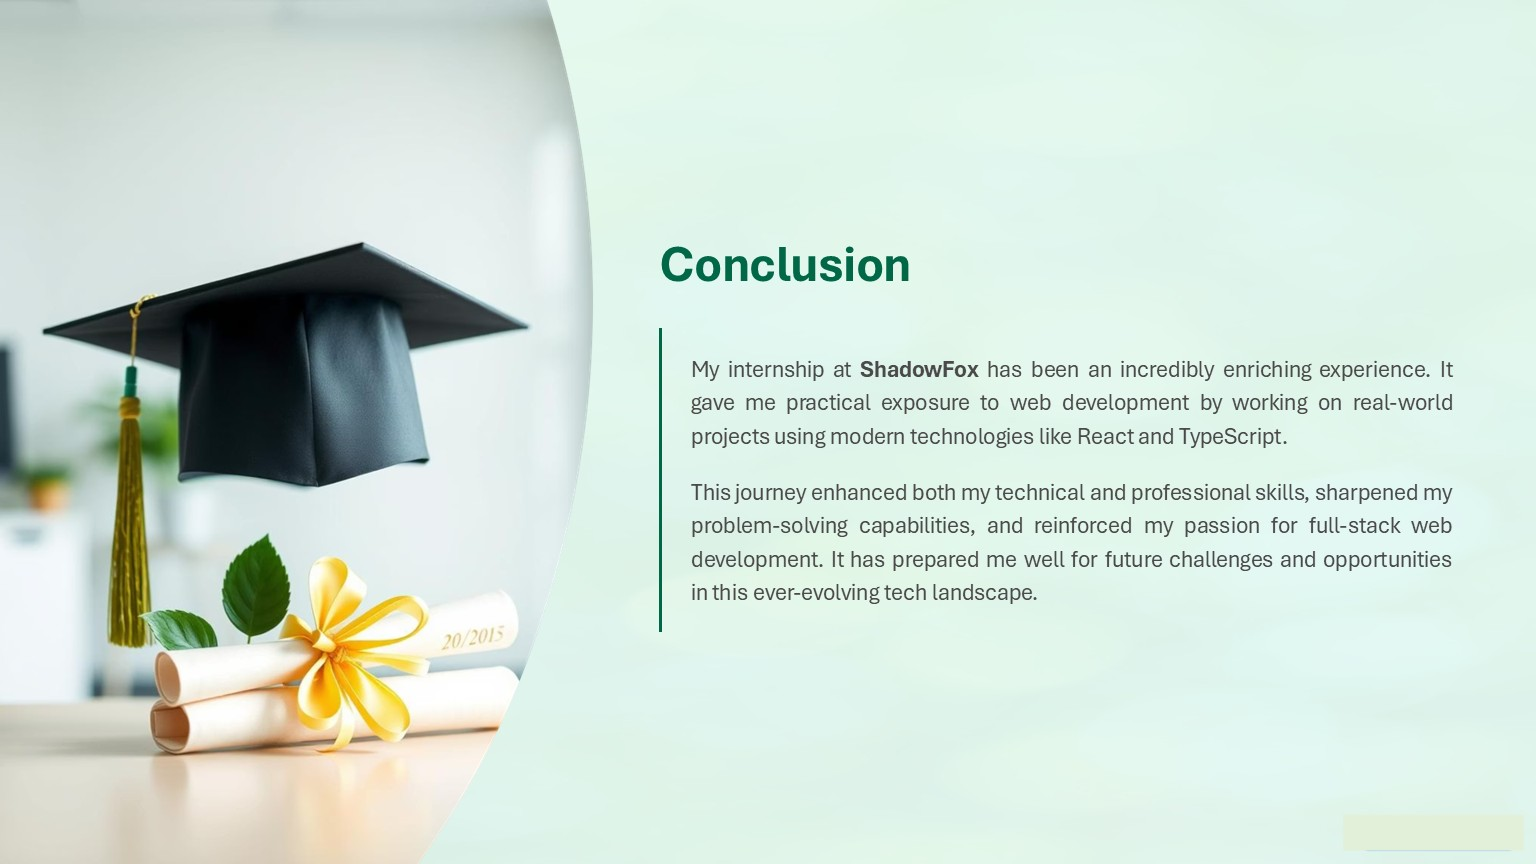 Conclusion
My internship at ShadowFox has been an incredibly enriching experience. It
gave me practical exposure to web development by working on real-world
projects using modern technologies like React and TypeScript.
This journey enhanced both my technical and professional skills, sharpened my
problem-solving capabilities, and reinforced my passion for full-stack web
development. It has prepared me well for future challenges and opportunities
in this ever-evolving tech landscape.
20/2015